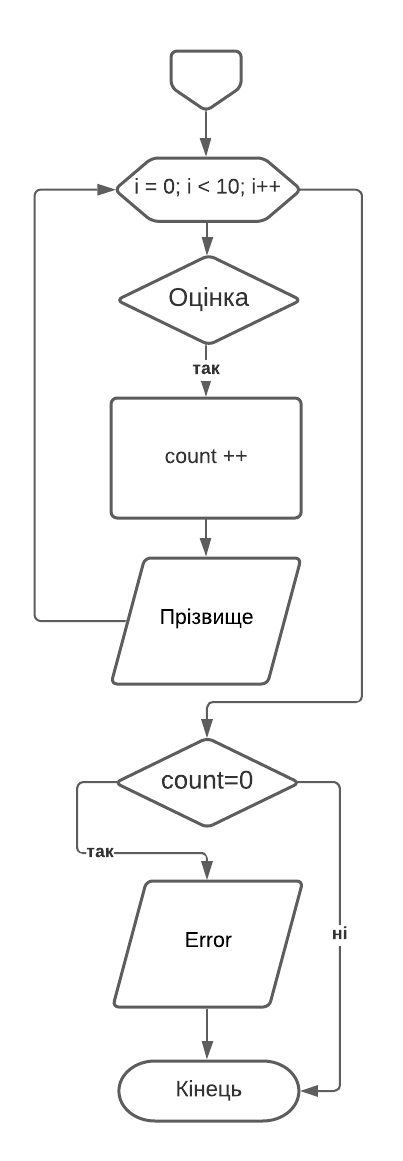 i = 0; i < 10; i++
Оцінка
так
count ++
Прізвище
count=0
так
Error
ні
Кінець